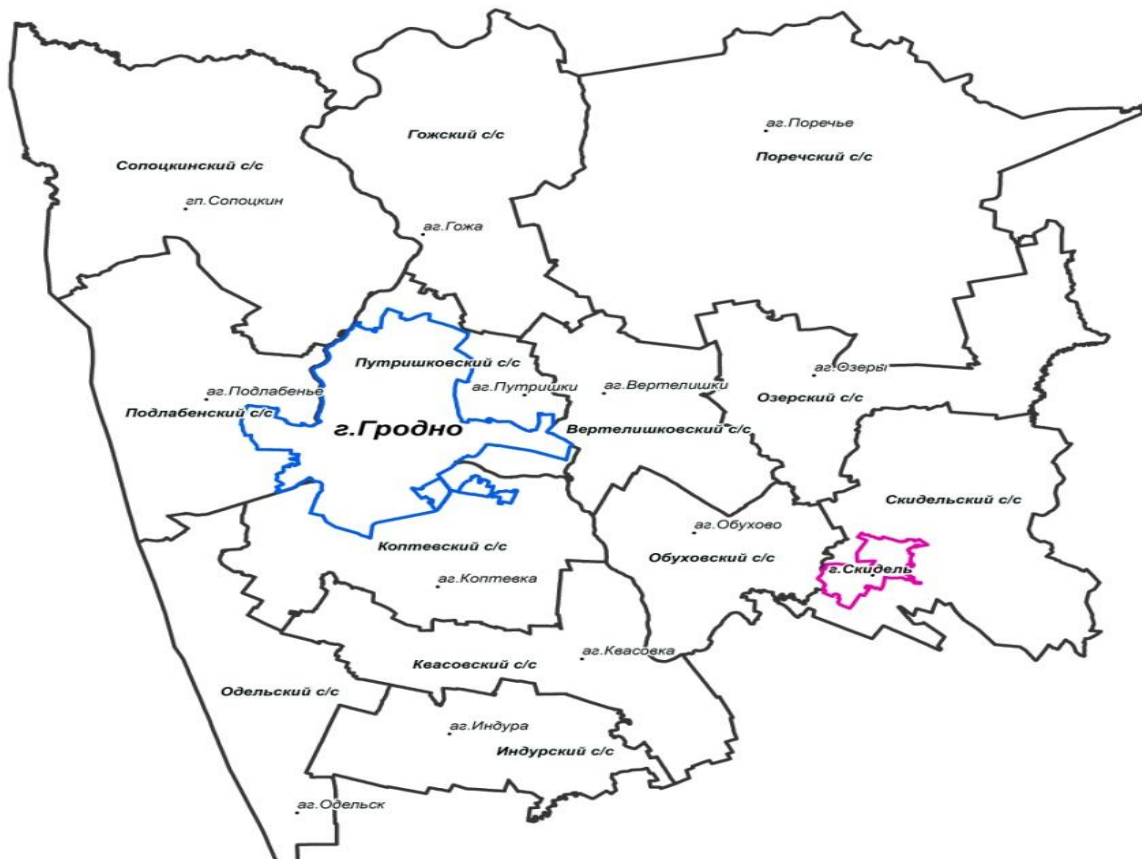 аг.Поречье
Гожский с/с
Поречский с/с
Сопоцкинский с/с
гп.Сопоцкин
аг.Гожа
Путришковский с/с
аг.Озеры
аг.Подлабенье
аг.Путришки
аг.Вертелишки
Озерский с/с
Подлабенский с/с
г.Гродно
Вертелишковский с/с
Скидельский с/с
аг.Обухово
Коптевский с/с
Обуховский с/с
г.Скидель
аг.Коптевка
аг.Квасовка
Квасовский с/с
Одельский с/с
аг.Индура
Индурский с/с
аг.Одельск